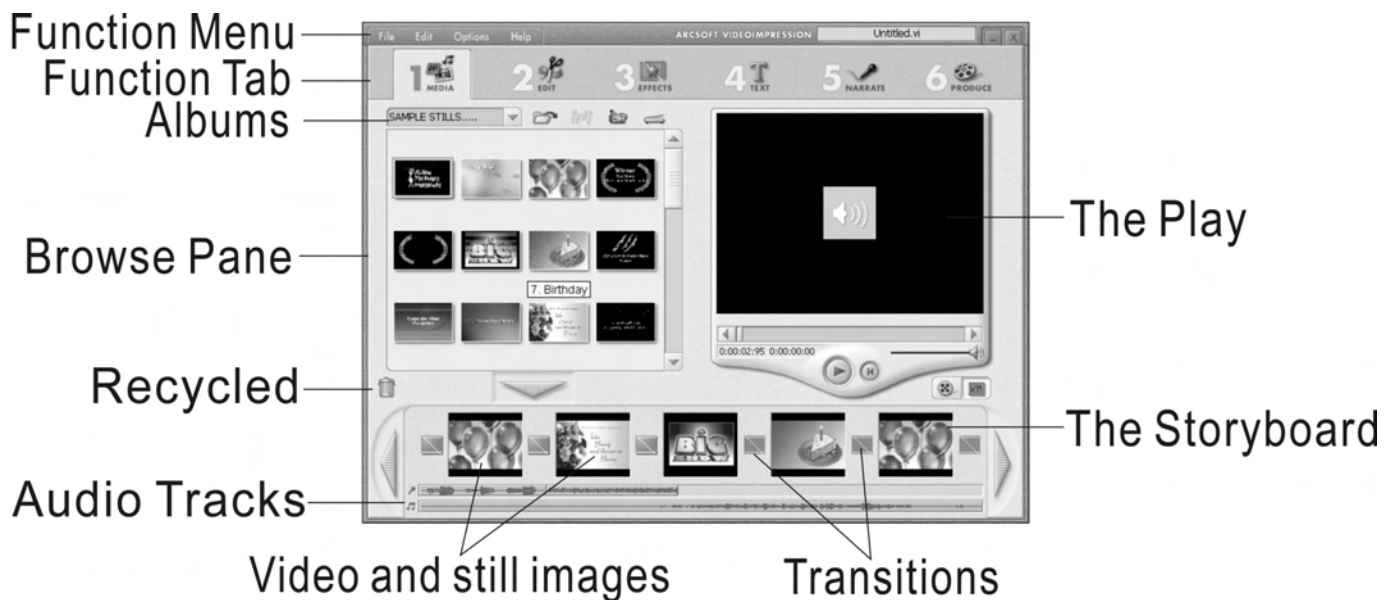 Function Menu
Function Tab
Albums
Browse Pane
Recycled
Audio Tracks
Video and still images
Transitions
The Play
The Storyboard
File Edit Options Help
ARCSOFT VIDEOIMPRESSION
Untitled.vi
1 MEDIA
2 EDIT
3 EFFECTS
4 TEXT
5 NARRATE
6 PRODUCE
SAMPLE STILLS.....
Winner
BIG
7. Birthday
0:00:02:95 0:00:00:00
BIG